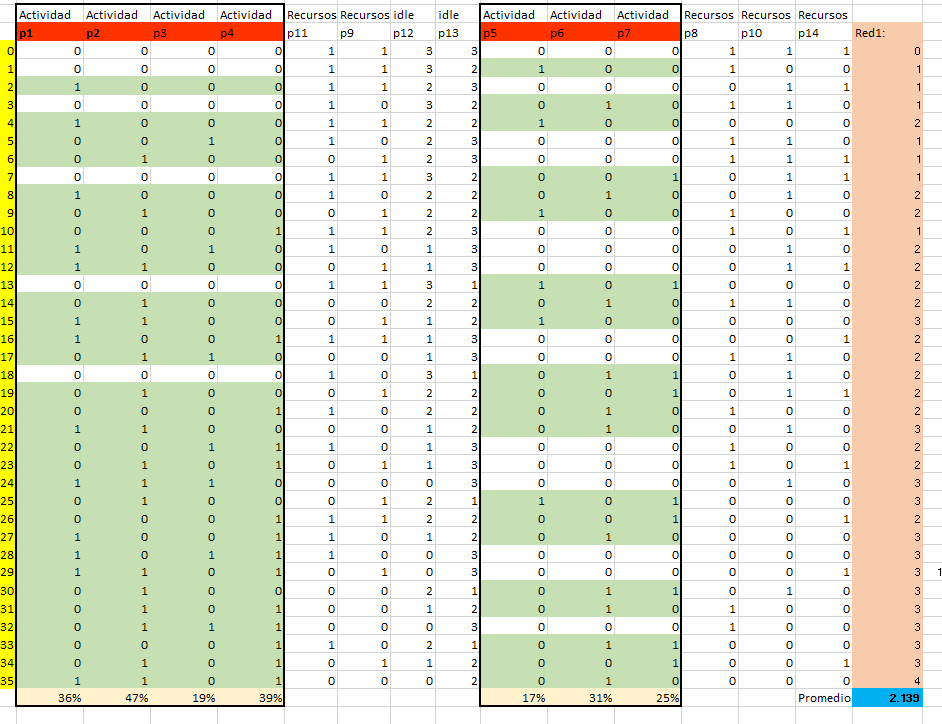 Actividad Actividad Actividad Actividad Recursos Recursos idle idle Actividad Actividad Actividad Recursos Recursos Recursos
p1 p2 p3 p4 p11 p9 p12 p13 p5 p6 p7 p8 p10 p14 Red1:
0 0 0 0 0 1 1 3 3 0 0 0 1 1 1 0
1 0 0 0 0 1 1 3 2 1 0 0 1 0 0 1
2 1 0 0 0 1 1 2 3 0 0 0 0 1 1 1
3 0 0 0 0 1 0 3 2 0 1 0 1 1 0 1
4 1 0 0 0 1 1 2 2 1 0 0 0 0 0 2
5 0 0 1 0 1 0 2 3 0 0 0 1 1 0 1
6 0 1 0 0 0 1 2 3 0 0 0 1 1 1 1
7 0 0 0 0 1 1 3 2 0 0 1 0 1 1 1
8 1 0 0 0 1 0 2 2 0 1 0 0 1 0 2
9 0 1 0 0 0 1 2 2 1 0 0 1 0 0 2
10 0 0 0 1 1 1 2 3 0 0 0 1 0 1 1
11 1 0 1 0 1 0 1 3 0 0 0 0 1 0 2
12 1 1 0 0 0 1 1 3 0 0 0 0 1 1 2
13 0 0 0 0 1 1 3 1 1 0 1 0 0 0 2
14 0 1 0 0 0 0 2 2 0 1 0 1 1 0 2
15 1 1 0 0 0 1 1 2 1 0 0 0 0 0 3
16 1 0 0 1 1 1 1 3 0 0 0 0 0 1 2
17 0 1 1 0 0 0 1 3 0 0 0 1 1 0 2
18 0 0 0 0 1 0 3 1 0 1 1 0 1 0 2
19 0 1 0 0 0 1 2 2 0 0 1 0 1 1 2
20 0 0 0 1 1 0 2 2 0 1 0 1 0 0 2
21 1 1 0 0 0 0 1 2 0 1 0 0 1 0 3
22 0 0 1 1 1 0 1 3 0 0 0 1 0 0 2
23 0 1 0 1 0 1 1 3 0 0 0 1 0 1 2
24 1 1 1 0 0 0 0 3 0 0 0 0 1 0 3
25 0 1 0 0 0 1 2 1 1 0 1 0 0 0 3
26 0 0 0 1 1 1 2 2 0 0 1 0 0 1 2
27 1 0 0 1 1 0 1 2 0 1 0 0 0 0 3
28 1 0 1 1 1 0 0 3 0 0 0 0 0 0 3
29 1 1 0 1 0 1 0 3 0 0 0 0 0 1 3 1
30 0 1 0 0 0 0 2 1 0 1 1 0 1 0 3
31 0 1 0 1 0 0 1 2 0 1 0 1 0 0 3
32 0 1 1 1 0 0 0 3 0 0 0 1 0 0 3
33 0 0 0 1 1 0 2 1 0 1 1 0 0 0 3
34 0 1 0 1 0 1 1 2 0 0 1 0 0 1 3
35 1 1 0 1 0 0 0 2 0 1 0 0 0 0 4
36% 47% 19% 39% 17% 31% 25% Promedio 2.139